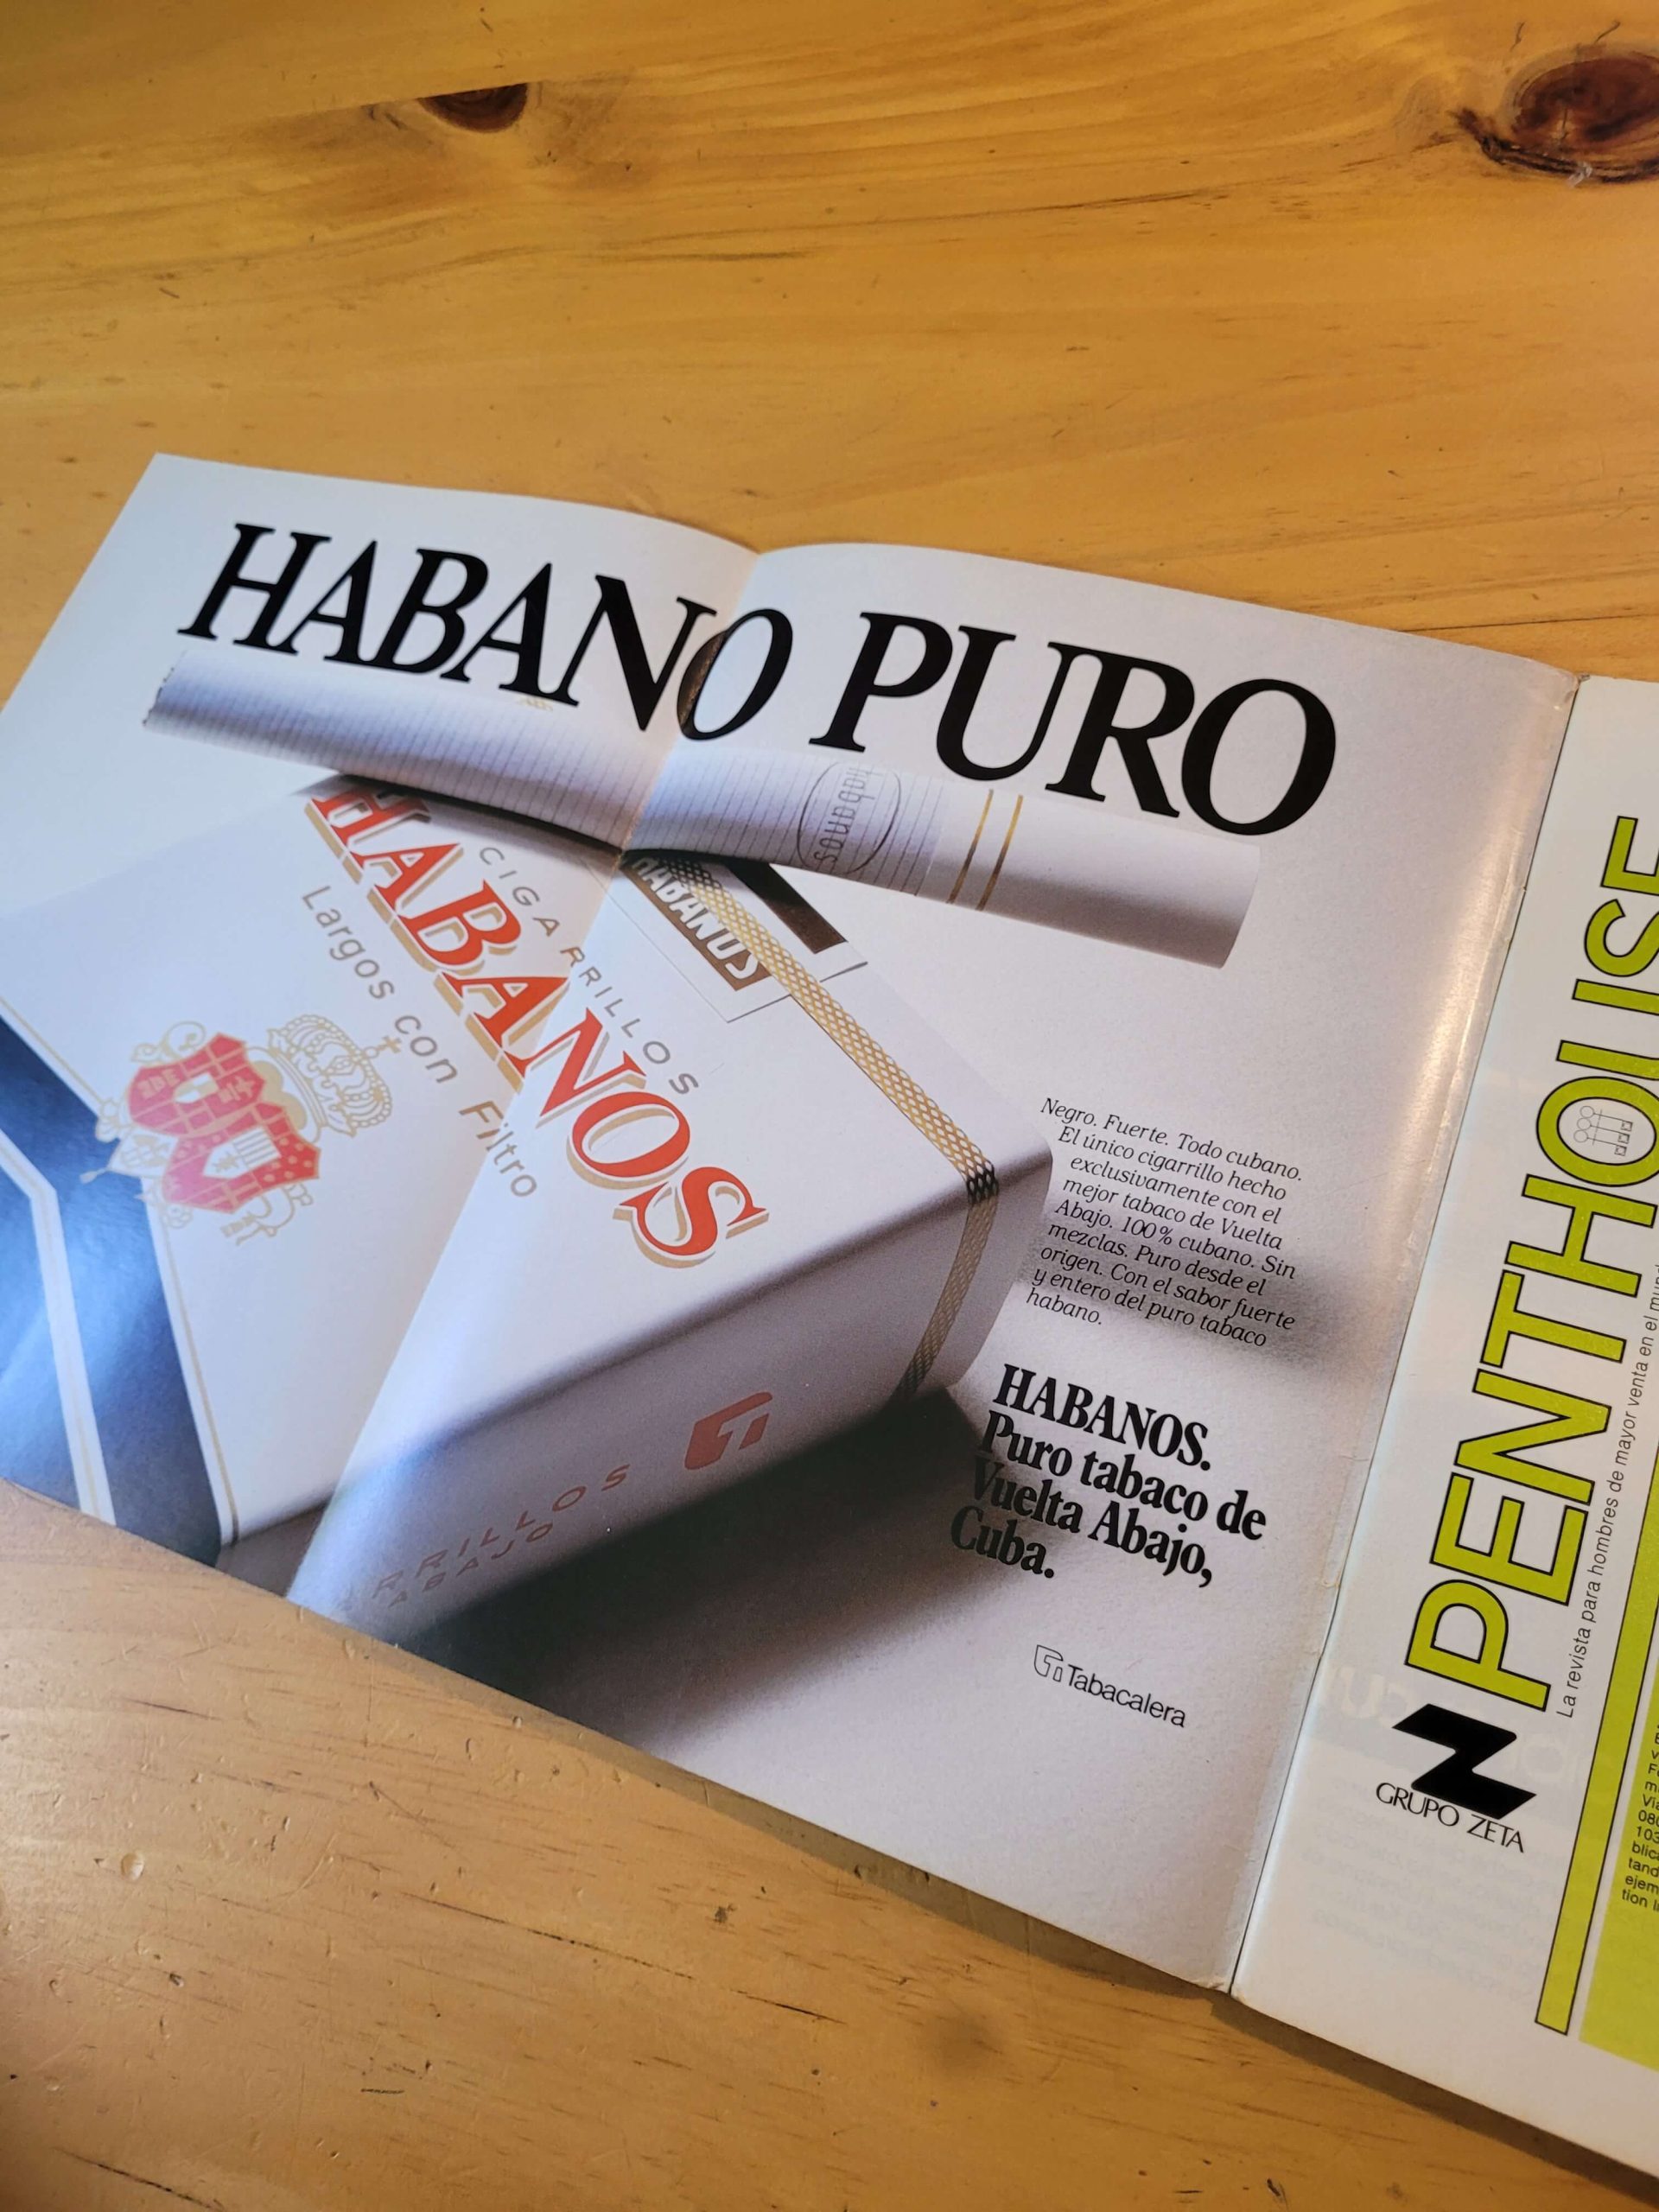 HABANO PURO
habanos
HABANOS
CIGARRILLOS
HABANOS
Largos con Filtro
Negro. Fuerte. Todo cubano.
El único cigarrillo hecho
exclusivamente con el
mejor tabaco de Vuelta
Abajo. 100% cubano. Sin
mezclas. Puro desde el
origen. Con el sabor fuerte
y entero del puro tabaco
habano.
HABANOS.
Puro tabaco de
Vuelta Abajo,
Cuba.
Tabacalera
PENTHOUSE
La revista para hombres de mayor venta en el
GRUPO ZETA